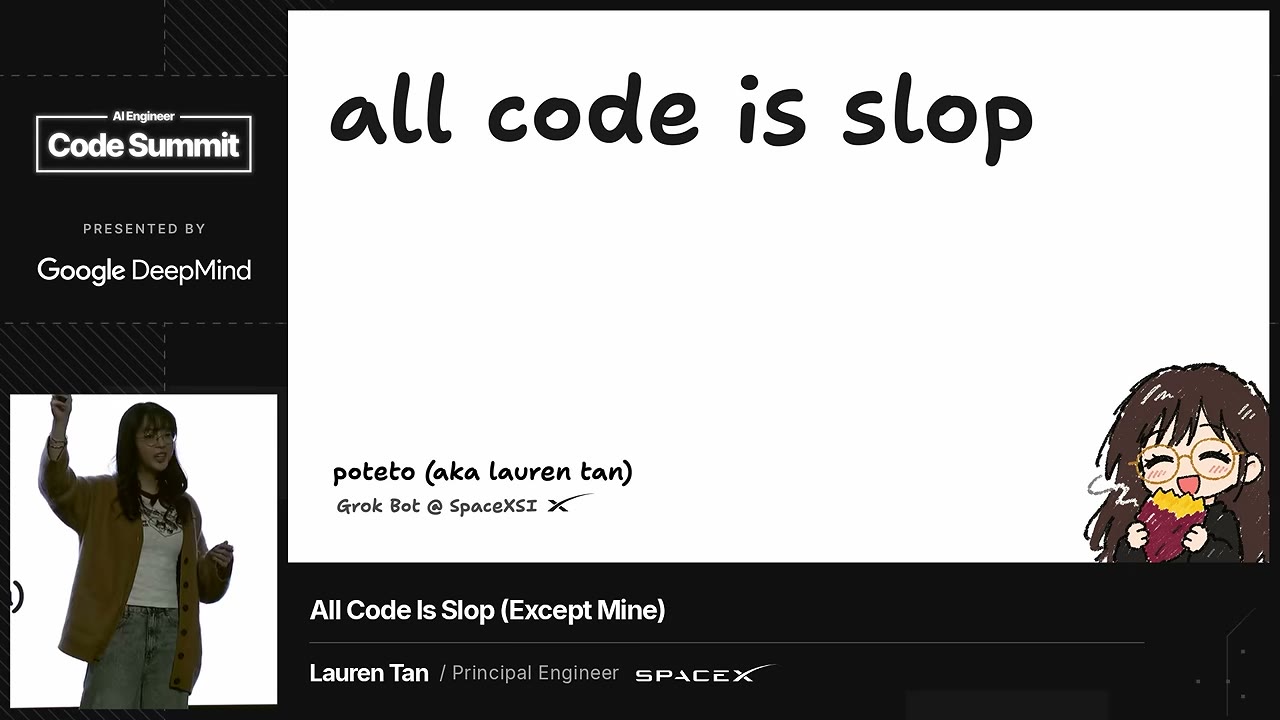 AI Engineer
Code Summit
PRESENTED BY
Google DeepMind
all code is slop
poteto (aka lauren tan)
Grok Bot @ SpaceXSI
All Code Is Slop (Except Mine)
Lauren Tan / Principal Engineer SPACEX
)